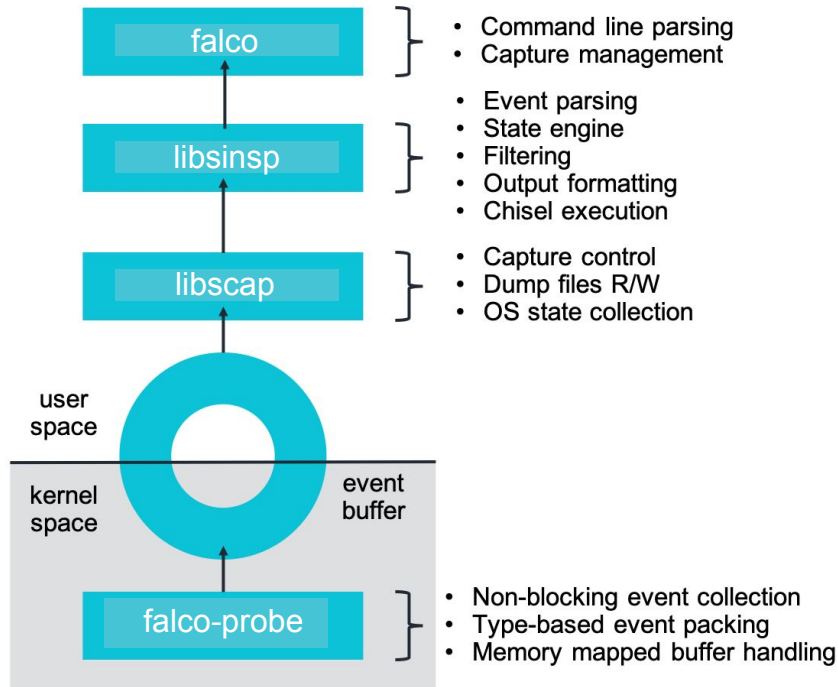 falco
• Command line parsing
• Capture management
libsinsp
• Event parsing
• State engine
• Filtering
• Output formatting
• Chisel execution
libscap
• Capture control
• Dump files R/W
• OS state collection
user
space
kernel
space
event
buffer
falco-probe
• Non-blocking event collection
• Type-based event packing
• Memory mapped buffer handling